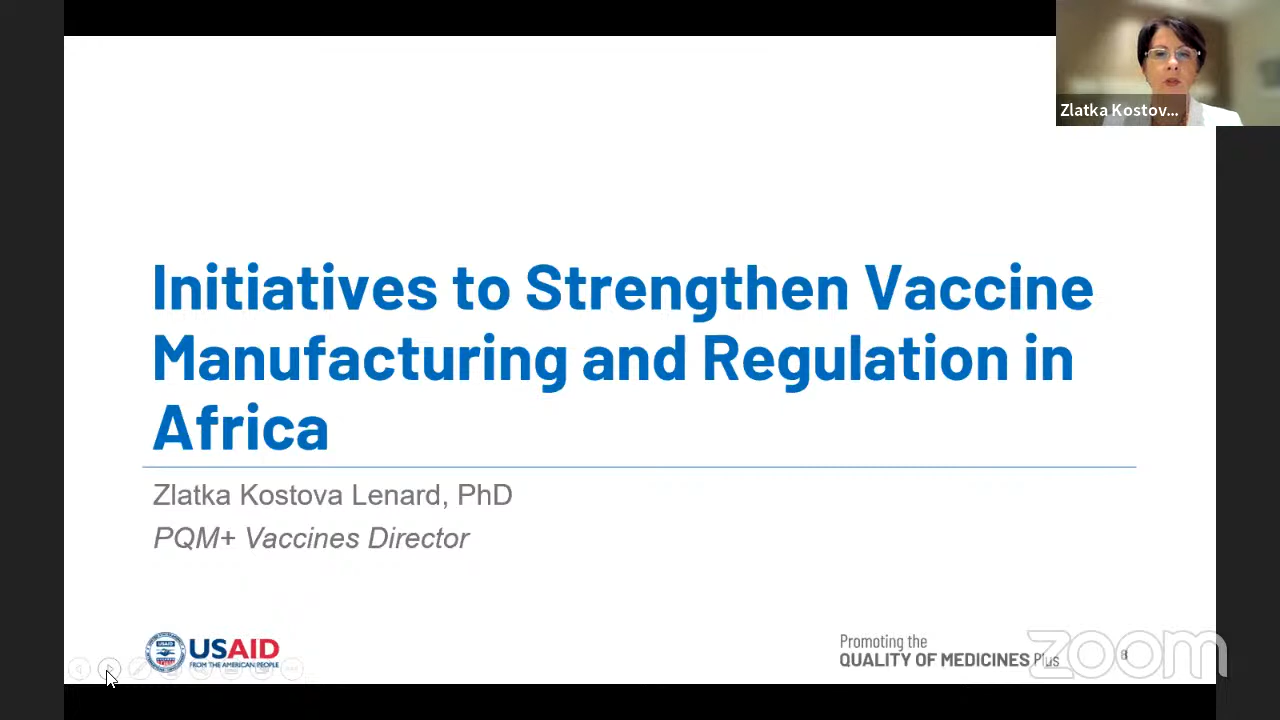 Zlatka Kostov...
Initiatives to Strengthen Vaccine
Manufacturing and Regulation in
Africa
Zlatka Kostova Lenard, PhD
PQM+ Vaccines Director
USAID
FROM THE AMERICAN PEOPLE
Promoting the
QUALITY OF MEDICINES Plus
8
zoom